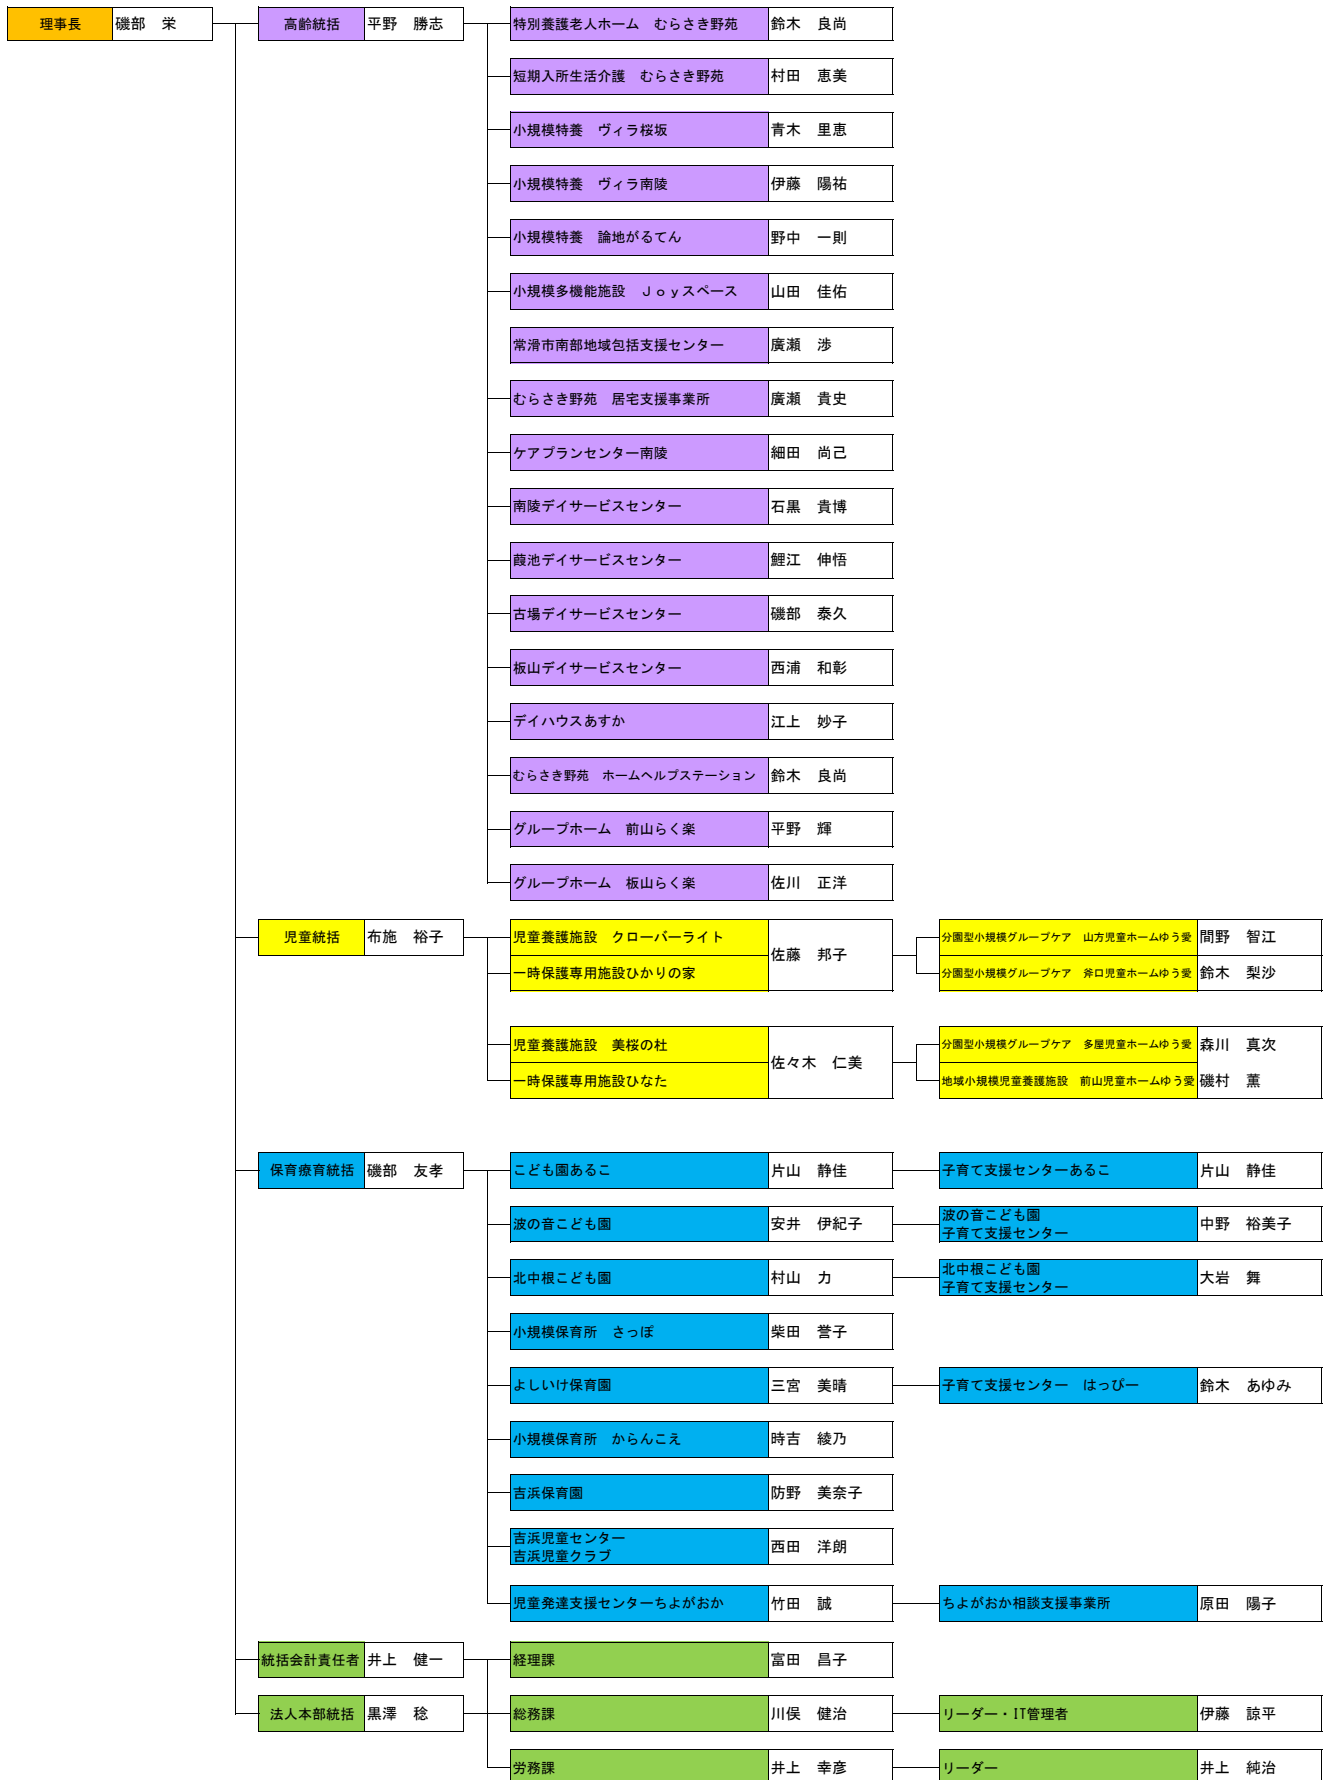 理事長　磯部　栄　高齢統括　平野　勝志　特別養護老人ホーム　むらさき野苑　鈴木　良尚
短期入所生活介護　むらさき野苑　村田　恵美
小規模特養　ヴィラ桜坂　青木　里恵
小規模特養　ヴィラ南陵　伊藤　陽祐
小規模特養　論地がるてん　野中　一則
小規模多機能施設　Ｊｏｙスペース　山田　佳佑
常滑市南部地域包括支援センター　廣瀬　渉
むらさき野苑　居宅支援事業所　廣瀬　貴史
ケアプランセンター南陵　細田　尚己
南陵デイサービスセンター　石黒　貴博
葭池デイサービスセンター　鯉江　伸悟
古場デイサービスセンター　磯部　泰久
板山デイサービスセンター　西浦　和彰
デイハウスあすか　江上　妙子
むらさき野苑　ホームヘルプステーション　鈴木　良尚
グループホーム　前山らく楽　平野　輝
グループホーム　板山らく楽　佐川　正洋
児童統括　布施　裕子　児童養護施設　クローバーライト　佐藤　邦子　分園型小規模グループケア　山方児童ホームゆう愛　間野　智江
一時保護専用施設ひかりの家　分園型小規模グループケア　斧口児童ホームゆう愛　鈴木　梨沙
児童養護施設　美桜の杜　佐々木　仁美　分園型小規模グループケア　多屋児童ホームゆう愛　森川　真次
一時保護専用施設ひなた　地域小規模児童養護施設　前山児童ホームゆう愛　磯村　薫
保育療育統括　磯部　友孝　こども園あるこ　片山　静佳　子育て支援センターあるこ　片山　静佳
波の音こども園　安井　伊紀子　波の音こども園
子育て支援センター　中野　裕美子
北中根こども園　村山　力　北中根こども園
子育て支援センター　大岩　舞
小規模保育所　さっぽ　柴田　誉子
よしいけ保育園　三宮　美晴　子育て支援センター　はっぴー　鈴木　あゆみ
小規模保育所　からんこえ　時吉　綾乃
吉浜保育園　防野　美奈子
吉浜児童センター
吉浜児童クラブ　西田　洋朗
児童発達支援センターちよがおか　竹田　誠　ちよがおか相談支援事業所　原田　陽子
統括会計責任者　井上　健一　経理課　富田　昌子
法人本部統括　黒澤　稔　総務課　川俣　健治　リーダー・IT管理者　伊藤　諒平
労務課　井上　幸彦　リーダー　井上　純治